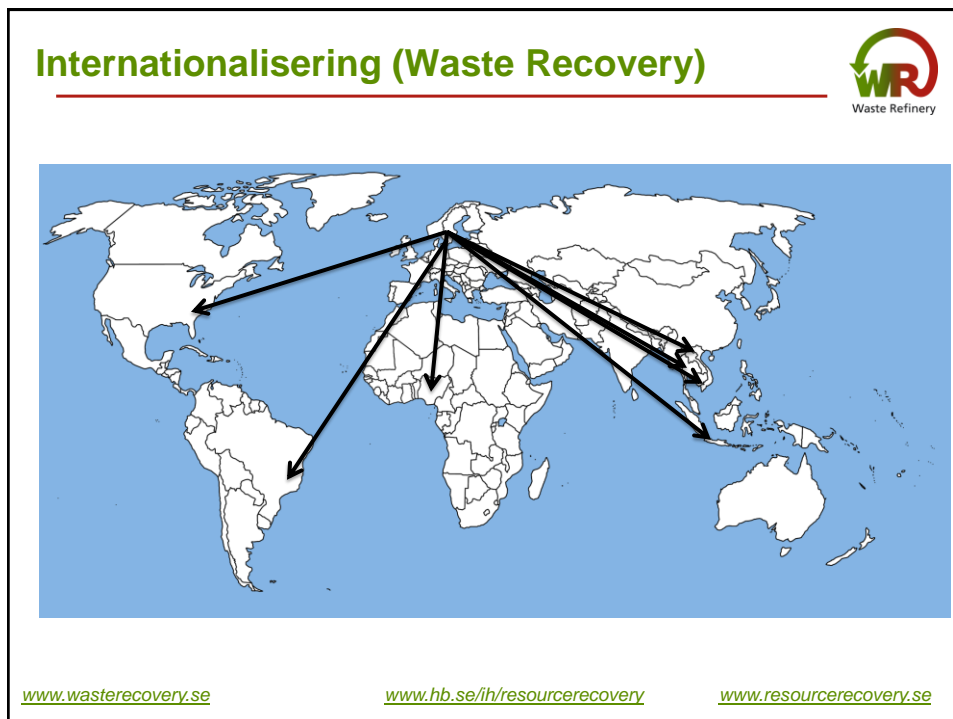 Internationalisering (Waste Recovery)
WR
Waste Refinery
www.wasterecovery.se
www.hb.se/ih/resourcerecovery
www.resourcerecovery.se